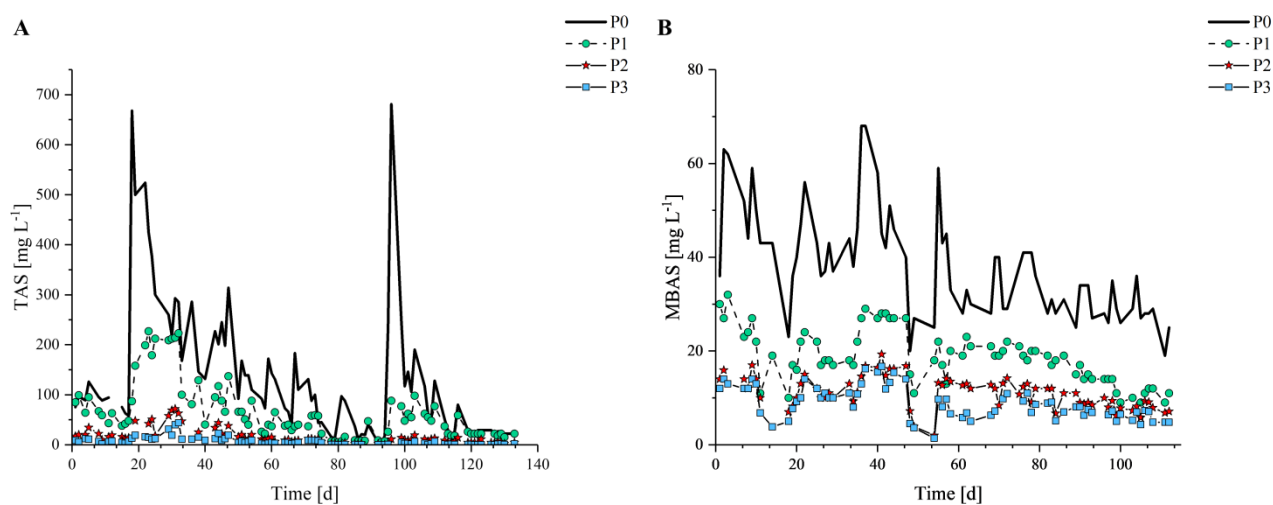 A
P0
P1
P2
P3
TAS [mg L⁻¹]
700
600
500
400
300
200
100
0
0 20 40 60 80 100 120 140
Time [d]
B
P0
P1
P2
P3
MBAS [mg L⁻¹]
80
60
40
20
0
0 20 40 60 80 100
Time [d]